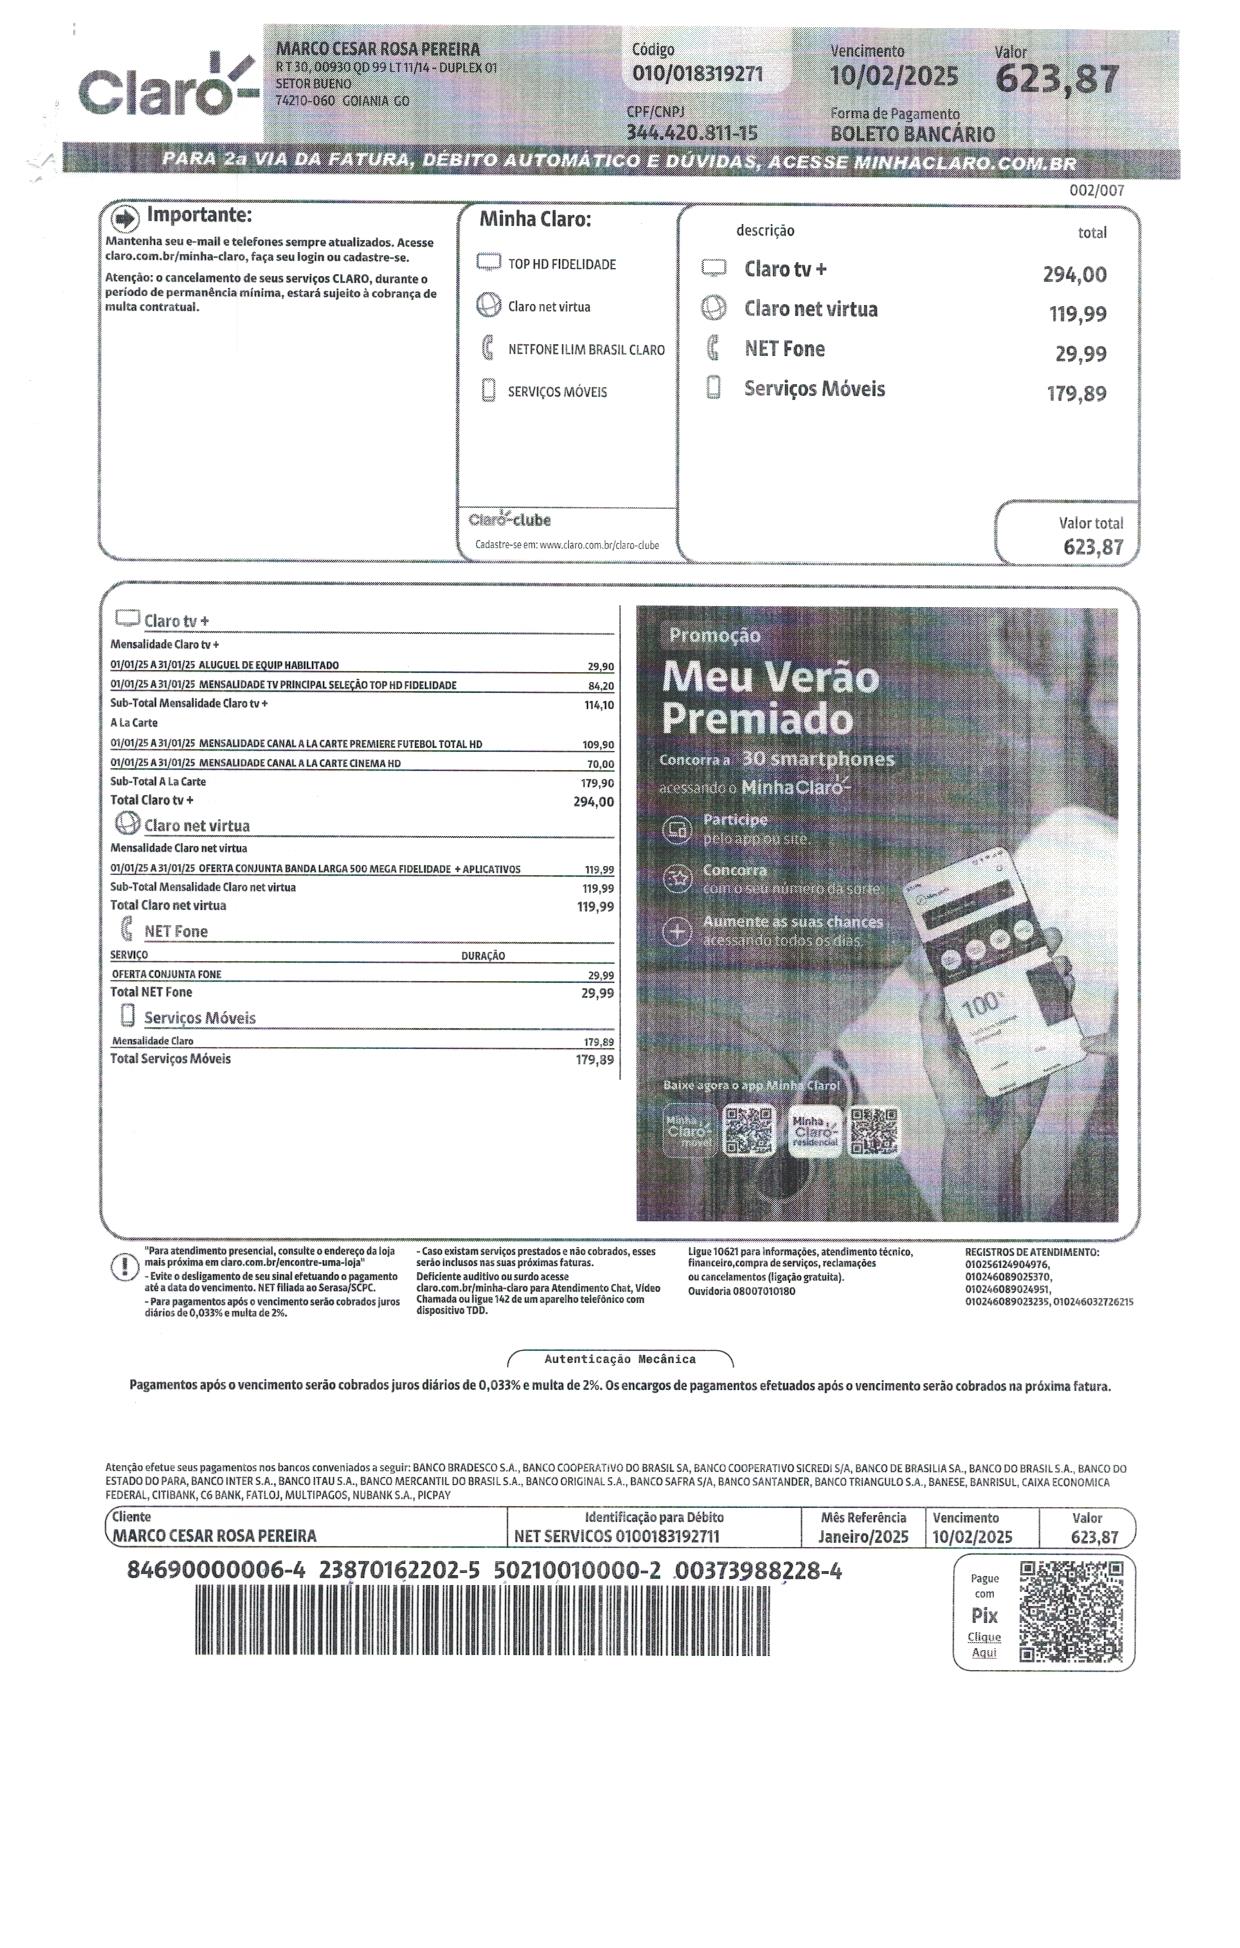 Claro-
MARCO CESAR ROSA PEREIRA
R T 30, 00930 QD 99 LT 11/14 - DUPLEX 01
SETOR BUENO
74210-060 GOIANIA GO
Código
010/018319271
CPF/CNPJ
344.420.811-15
Vencimento
10/02/2025
Valor
623,87
Forma de Pagamento
BOLETO BANCÁRIO
PARA 2a VIA DA FATURA, DÉBITO AUTOMÁTICO E DÚVIDAS, ACESSE MINHACLARO.COM.BR
002/007
Importante:
Mantenha seu e-mail e telefones sempre atualizados. Acesse
claro.com.br/minha-claro, faça seu login ou cadastre-se.
Atenção: o cancelamento de seus serviços CLARO, durante o
período de permanência mínima, estará sujeito à cobrança de
multa contratual.
Minha Claro:
TOP HD FIDELIDADE
Claro net virtua
NETFONE ILIM BRASIL CLARO
SERVIÇOS MÓVEIS
Claro-clube
Cadastre-se em: www.claro.com.br/claro-clube
descrição total
Claro tv + 294,00
Claro net virtua 119,99
NET Fone 29,99
Serviços Móveis 179,89
Valor total
623,87
Claro tv +
Mensalidade Claro tv +
01/01/25 A 31/01/25 ALUGUEL DE EQUIP HABILITADO 29,90
01/01/25 A 31/01/25 MENSALIDADE TV PRINCIPAL SELEÇÃO TOP HD FIDELIDADE 84,20
Sub-Total Mensalidade Claro tv + 114,10
A La Carte
01/01/25 A 31/01/25 MENSALIDADE CANAL A LA CARTE PREMIERE FUTEBOL TOTAL HD 109,90
01/01/25 A 31/01/25 MENSALIDADE CANAL A LA CARTE CINEMA HD 70,00
Sub-Total A La Carte 179,90
Total Claro tv + 294,00
Claro net virtua
Mensalidade Claro net virtua
01/01/25 A 31/01/25 OFERTA CONJUNTA BANDA LARGA 500 MEGA FIDELIDADE + APLICATIVOS 119,99
Sub-Total Mensalidade Claro net virtua 119,99
Total Claro net virtua 119,99
NET Fone
SERVIÇO DURAÇÃO
OFERTA CONJUNTA FONE 29,99
Total NET Fone 29,99
Serviços Móveis
Mensalidade Claro 179,89
Total Serviços Móveis 179,89
Promoção
Meu Verão
Premiado
Concorra a 30 smartphones
acessando o MinhaClaro-
Participe
pelo app ou site.
Concorra
com o seu número da sorte.
Aumente as suas chances
acessando todos os dias.
100%
Baixe agora o app Minha Claro!
Minha
Claro-
móvel
Minha
Claro-
residencial
"Para atendimento presencial, consulte o endereço da loja
mais próxima em claro.com.br/encontre-uma-loja"
- Evite o desligamento de seu sinal efetuando o pagamento
até a data do vencimento. NET filiada ao Serasa/SCPC.
- Para pagamentos após o vencimento serão cobrados juros
diários de 0,033% e multa de 2%.
- Caso existam serviços prestados e não cobrados, esses
serão inclusos nas suas próximas faturas.
Deficiente auditivo ou surdo acesse
claro.com.br/minha-claro para Atendimento Chat, Vídeo
Chamada ou ligue 142 de um aparelho telefônico com
dispositivo TDD.
Ligue 10621 para informações, atendimento técnico,
financeiro,compra de serviços, reclamações
ou cancelamentos (ligação gratuita).
Ouvidoria 08007010180
REGISTROS DE ATENDIMENTO:
010256124904976,
010246089025370,
010246089024951,
010246089023235, 010246032726215
Autenticação Mecânica
Pagamentos após o vencimento serão cobrados juros diários de 0,033% e multa de 2%. Os encargos de pagamentos efetuados após o vencimento serão cobrados na próxima fatura.
Atenção efetue seus pagamentos nos bancos conveniados a seguir: BANCO BRADESCO S.A., BANCO COOPERATIVO DO BRASIL SA, BANCO COOPERATIVO SICREDI S/A, BANCO DE BRASILIA SA., BANCO DO BRASIL S.A., BANCO DO
ESTADO DO PARA, BANCO INTER S.A., BANCO ITAU S.A., BANCO MERCANTIL DO BRASIL S.A., BANCO ORIGINAL S.A., BANCO SAFRA S/A, BANCO SANTANDER, BANCO TRIANGULO S.A., BANESE, BANRISUL, CAIXA ECONOMICA
FEDERAL, CITIBANK, C6 BANK, FATLOJ, MULTIPAGOS, NUBANK S.A., PICPAY
Cliente
MARCO CESAR ROSA PEREIRA
Identificação para Débito
NET SERVICOS 0100183192711
Mês Referência
Janeiro/2025
Vencimento
10/02/2025
Valor
623,87
84690000006-4 23870162202-5 50210010000-2 00373988228-4
Pague
com
Pix
Clique
Aqui